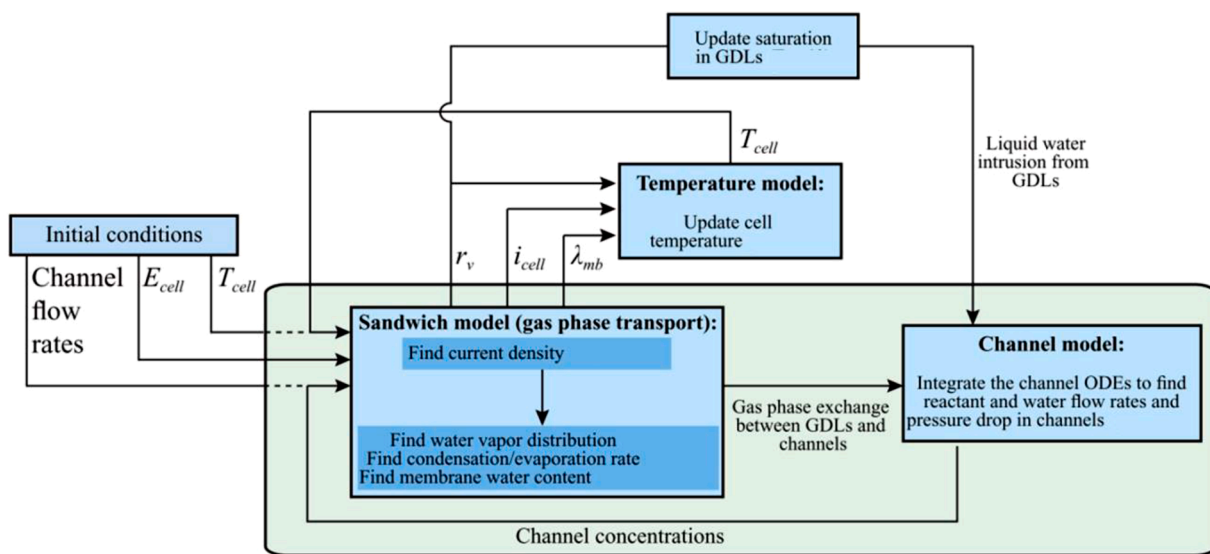 Update saturation
in GDLs
T_cell
Liquid water
intrusion from
GDLs
Temperature model:
Update cell
temperature
Initial conditions
Channel
flow
rates
E_cell
T_cell
r_v
i_cell
λ_mb
Sandwich model (gas phase transport):
Find current density
Find water vapor distribution
Find condensation/evaporation rate
Find membrane water content
Gas phase exchange
between GDLs and
channels
Channel model:
Integrate the channel ODEs to find
reactant and water flow rates and
pressure drop in channels
Channel concentrations